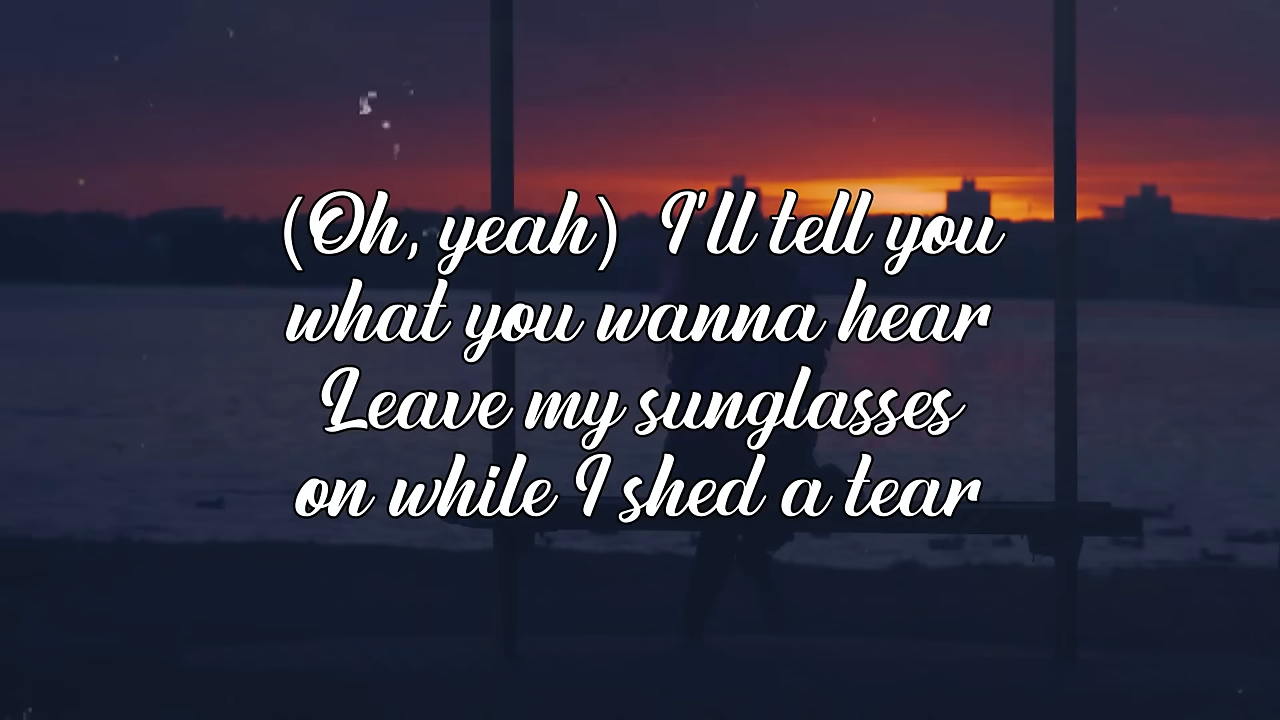 (Oh, yeah) I'll tell you
what you wanna hear
Leave my sunglasses
on while I shed a tear